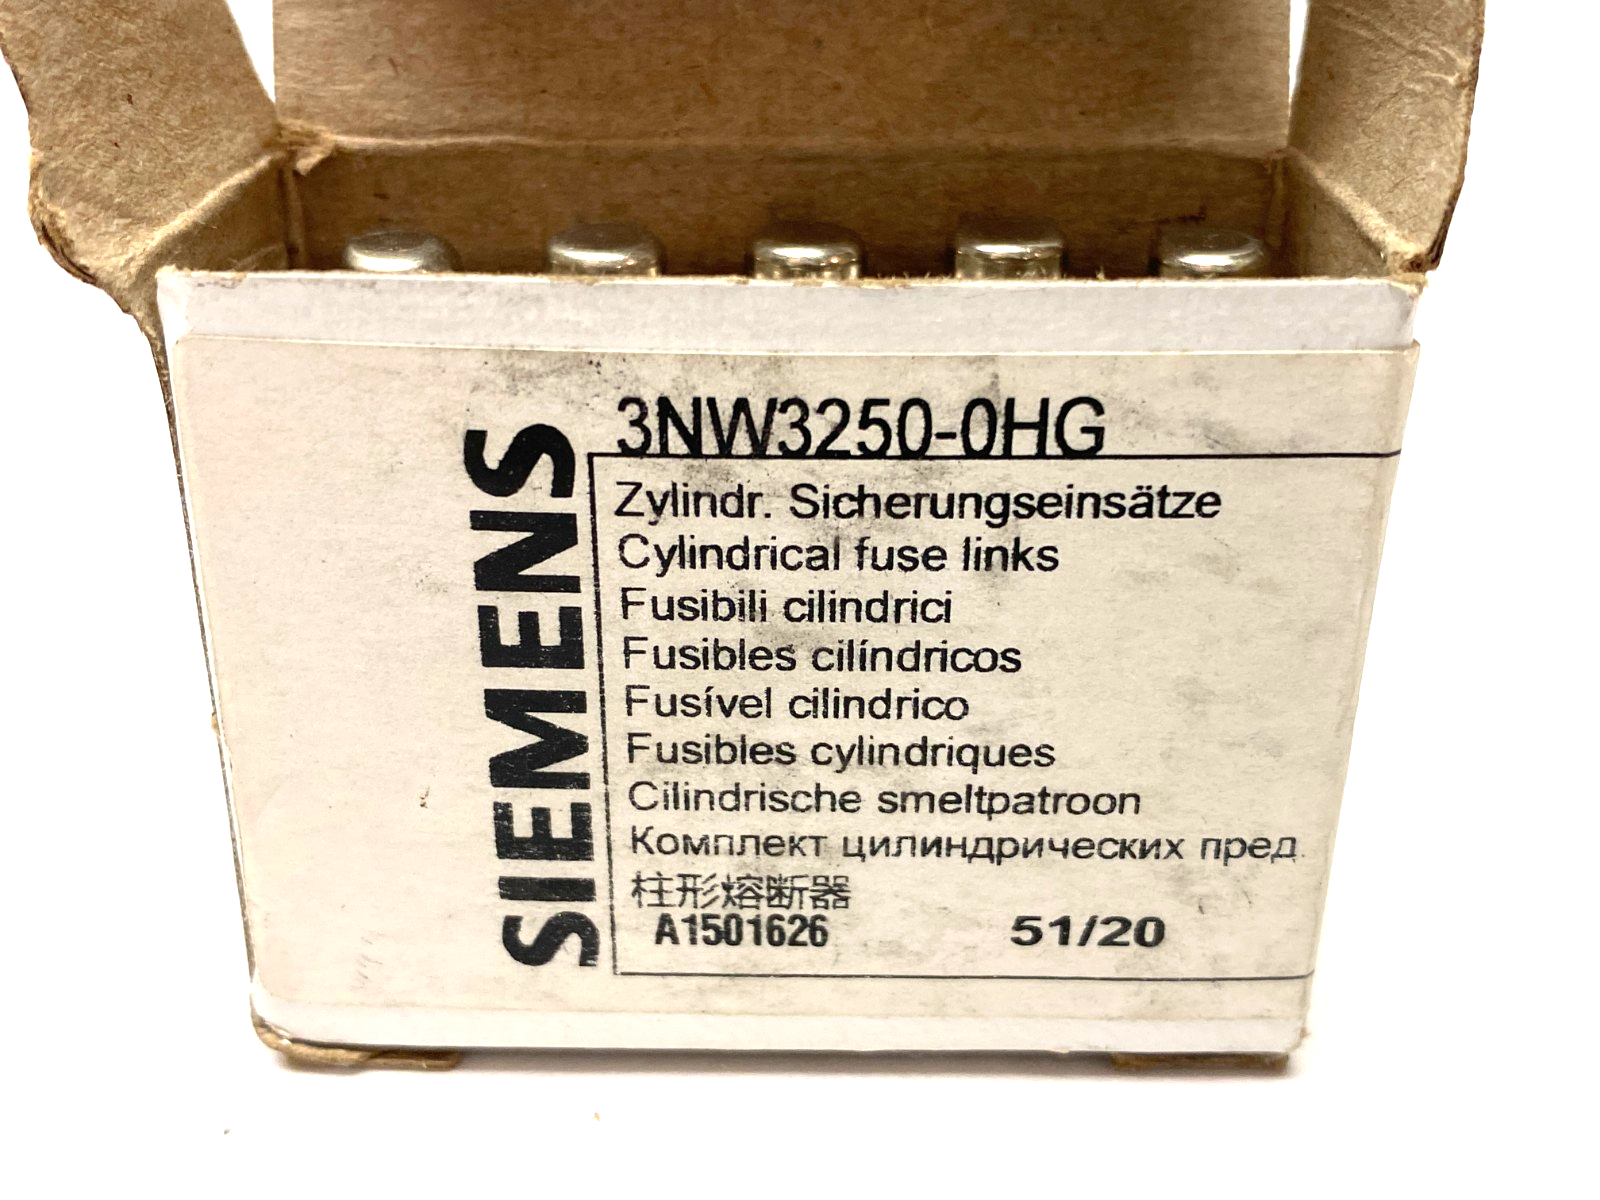 SIEMENS
3NW3250-0HG
Zylindr. Sicherungseinsätze
Cylindrical fuse links
Fusibili cilindrici
Fusibles cilíndricos
Fusível cilindrico
Fusibles cylindriques
Cilindrische smeltpatroon
Комплект цилиндрических пред.
柱形熔断器
A1501626 51/20